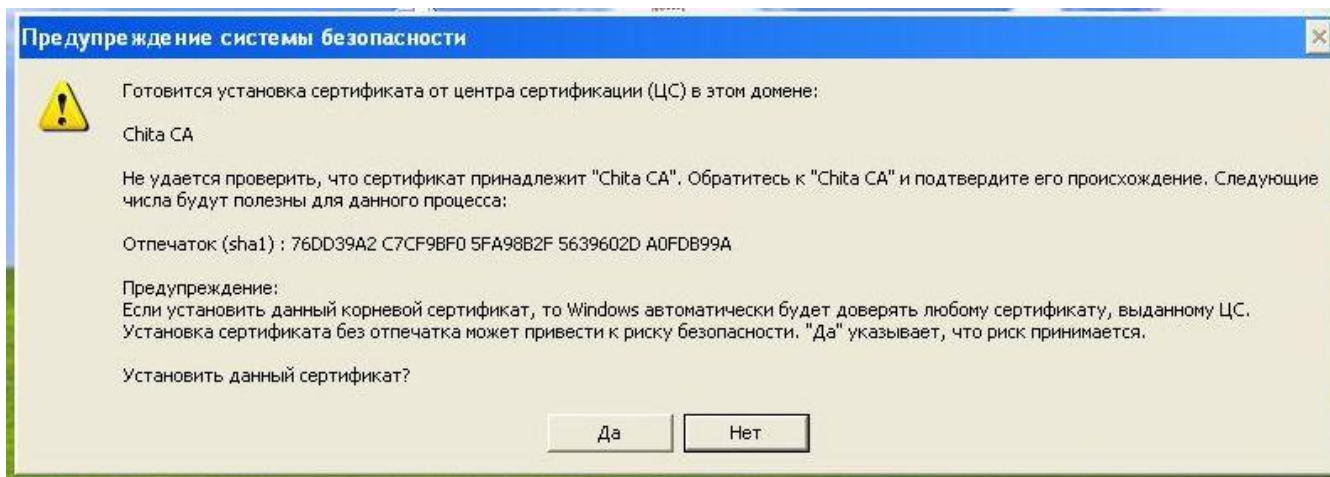 Предупреждение системы безопасности
Готовится установка сертификата от центра сертификации (ЦС) в этом домене:
Chita CA
Не удается проверить, что сертификат принадлежит "Chita CA". Обратитесь к "Chita CA" и подтвердите его происхождение. Следующие
числа будут полезны для данного процесса:
Отпечаток (sha1) : 76DD39A2 C7CF9BF0 5FA98B2F 5639602D A0FDB99A
Предупреждение:
Если установить данный корневой сертификат, то Windows автоматически будет доверять любому сертификату, выданному ЦС.
Установка сертификата без отпечатка может привести к риску безопасности. "Да" указывает, что риск принимается.
Установить данный сертификат?
Да
Нет